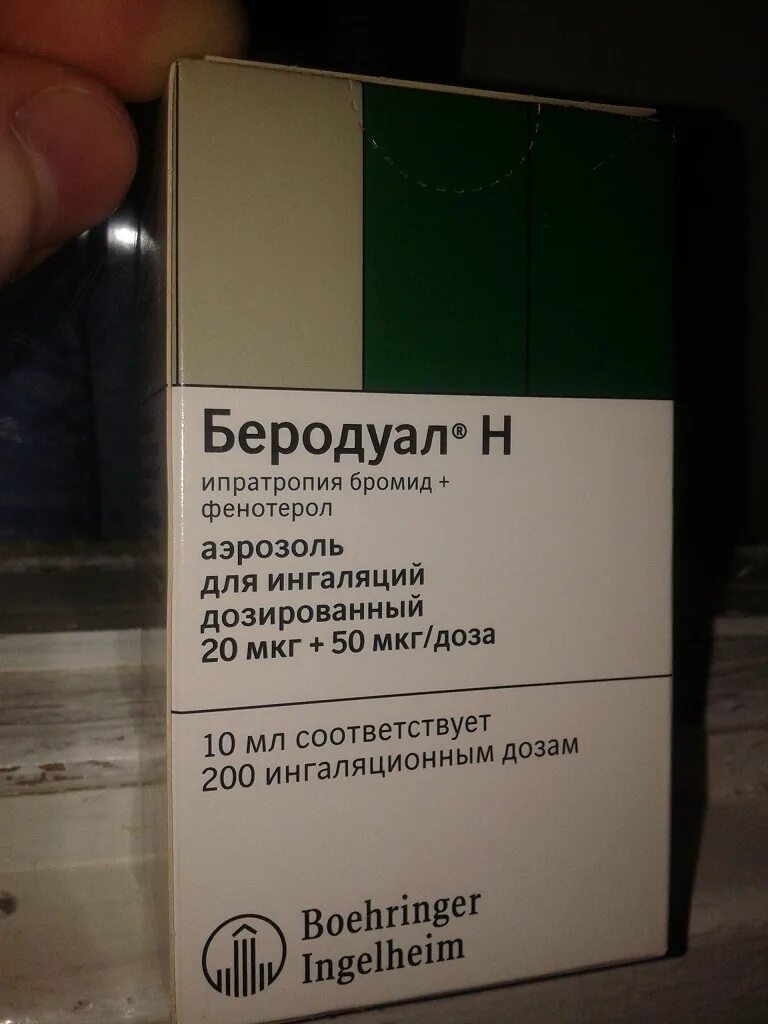 Беродуал® Н
ипратропия бромид +
фенотерол
аэрозоль
для ингаляций
дозированный
20 мкг + 50 мкг/доза
10 мл соответствует
200 ингаляционным дозам
Boehringer
Ingelheim